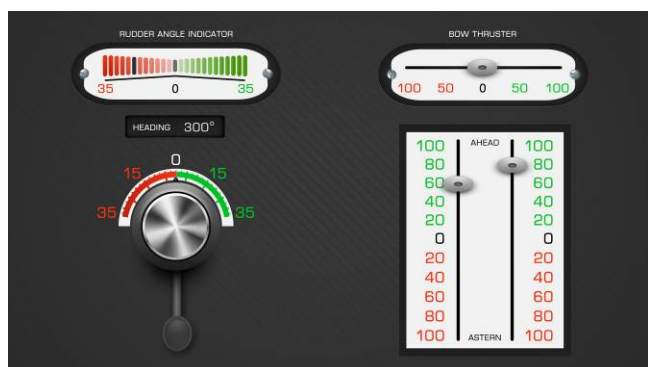 RUDDER ANGLE INDICATOR
35 0 35
BOW THRUSTER
100 50 0 50 100
HEADING 300°
0
15 15
35 35
AHEAD
100 100
80 80
60 60
40 40
20 20
0 0
20 20
40 40
60 60
80 80
100 100
ASTERN